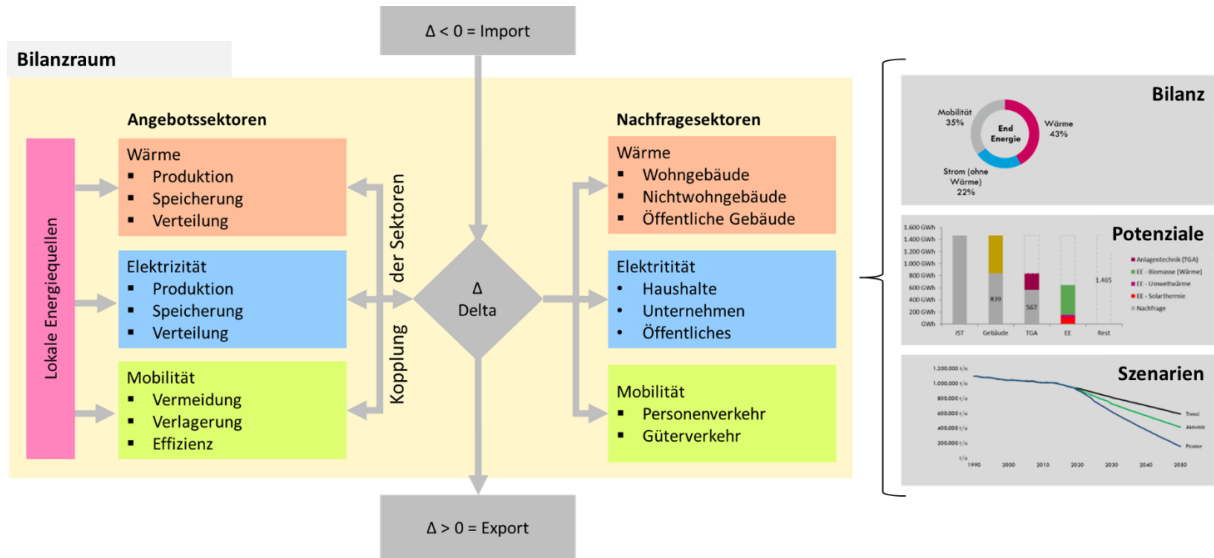 Δ < 0 = Import
Bilanzraum
Angebotssektoren
Nachfragesektoren
Lokale Energiequellen
Wärme
▪ Produktion
▪ Speicherung
▪ Verteilung
Elektrizität
▪ Produktion
▪ Speicherung
▪ Verteilung
Mobilität
▪ Vermeidung
▪ Verlagerung
▪ Effizienz
Kopplung der Sektoren
Δ
Delta
Wärme
▪ Wohngebäude
▪ Nichtwohngebäude
▪ Öffentliche Gebäude
Elektritität
• Haushalte
• Unternehmen
• Öffentliches
Mobilität
▪ Personenverkehr
▪ Güterverkehr
Δ > 0 = Export
Bilanz
Mobilität
35%
End
Energie
Wärme
43%
Strom (ohne
Wärme)
22%
Potenziale
1.600 GWh
1.400 GWh
1.200 GWh
1.000 GWh
800 GWh
600 GWh
400 GWh
200 GWh
GWh
839
567
1.465
IST
Gebäude
TGA
EE
Rest
Anlagentechnik (TGA)
EE - Biomasse (Wärme)
EE - Umweltwärme
EE - Solarthermie
Nachfrage
Szenarien
1.200.000 t/a
1.000.000 t/a
800.000 t/a
600.000 t/a
400.000 t/a
200.000 t/a
t/a
1990
2000
2010
2020
2030
2040
2050
Trend
Pionier